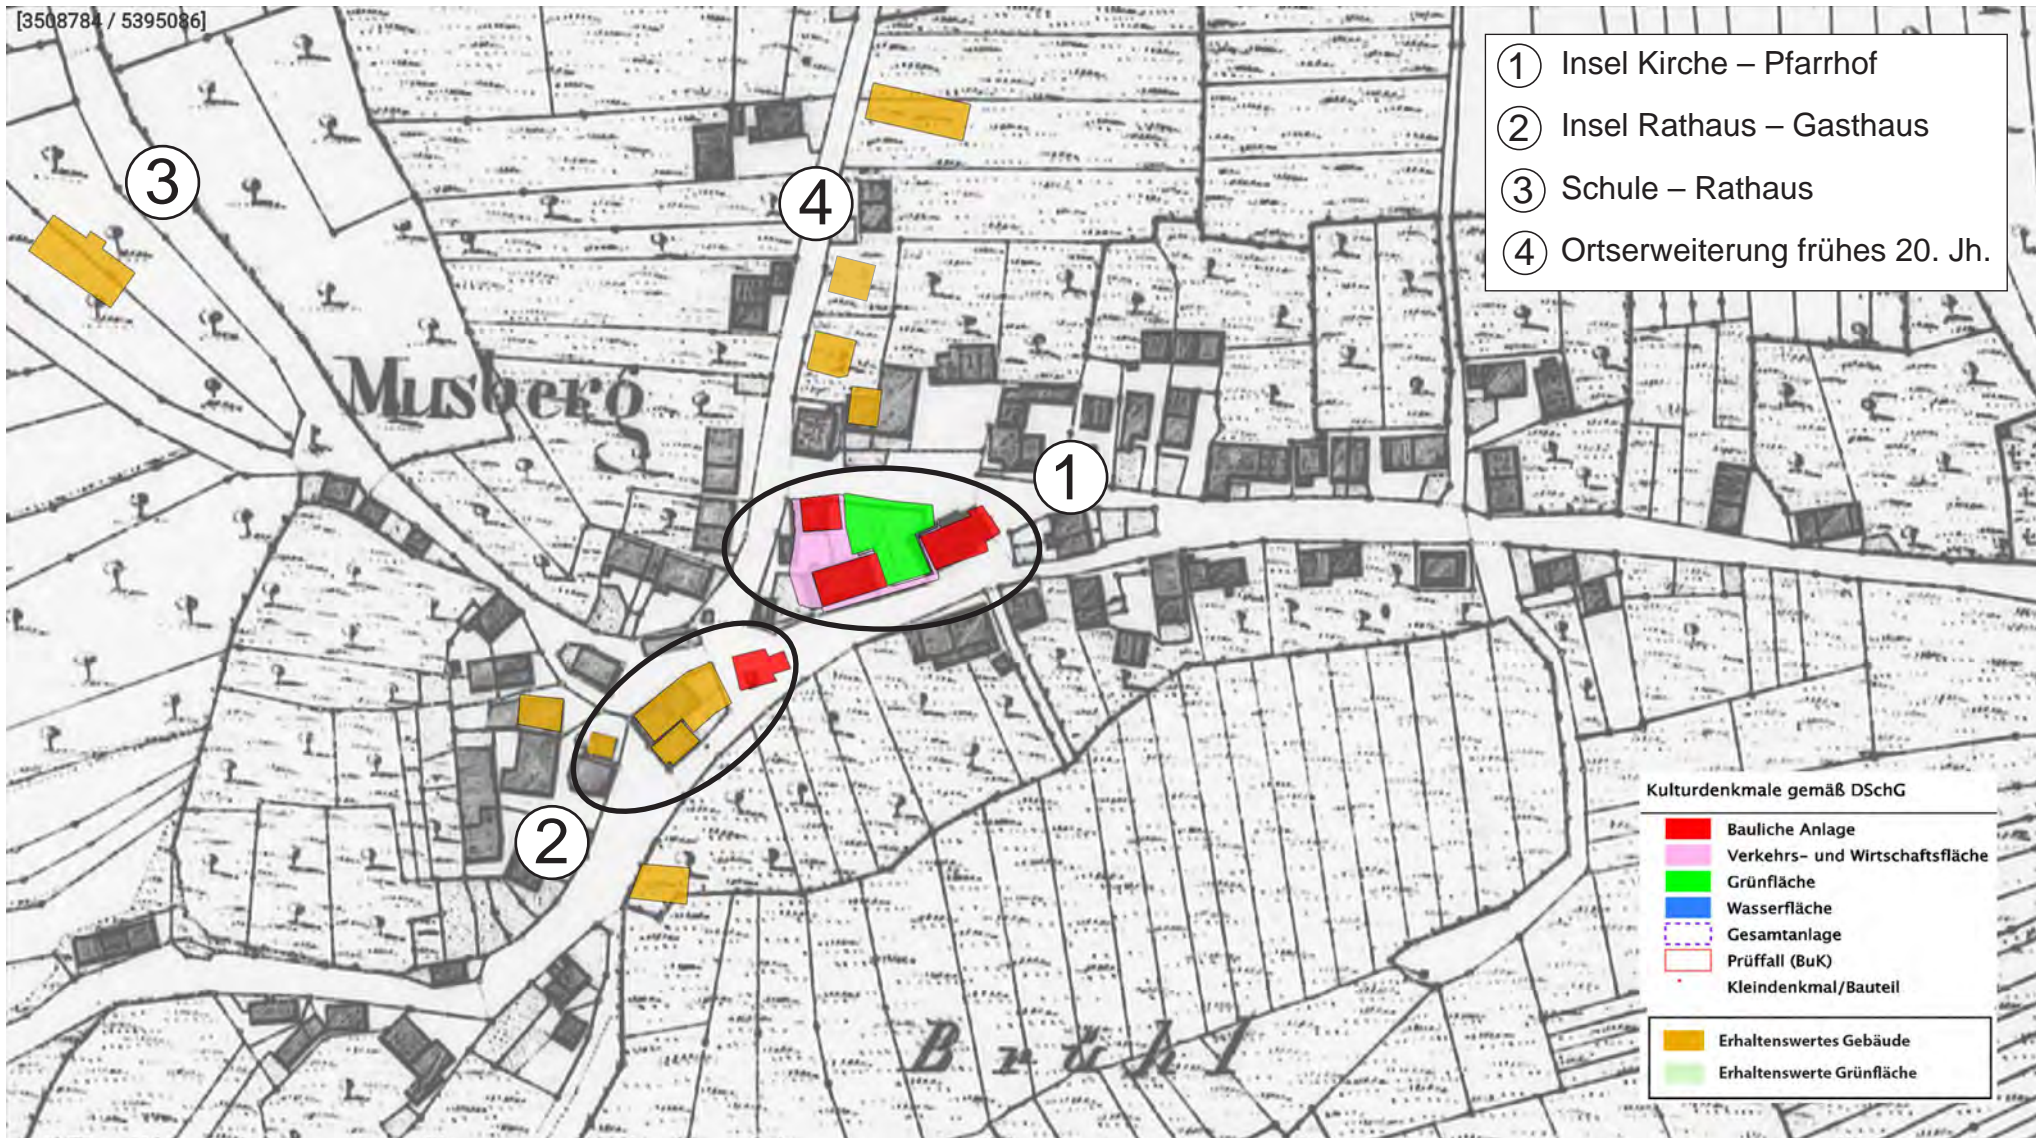 [3508784 / 5395086]
1 Insel Kirche – Pfarrhof
2 Insel Rathaus – Gasthaus
3 Schule – Rathaus
4 Ortserweiterung frühes 20. Jh.
3
4
Musberg
1
2
Brühl
Kulturdenkmale gemäß DSchG
Bauliche Anlage
Verkehrs- und Wirtschaftsfläche
Grünfläche
Wasserfläche
Gesamtanlage
Prüffall (BuK)
Kleindenkmal/Bauteil
Erhaltenswertes Gebäude
Erhaltenswerte Grünfläche